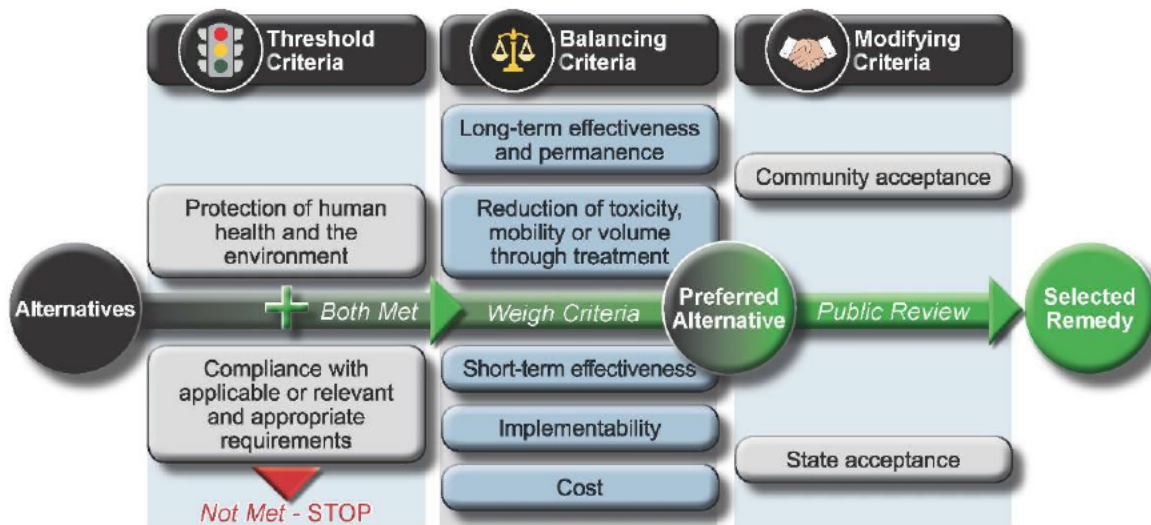 Threshold
Criteria
Balancing
Criteria
Modifying
Criteria
Alternatives
Protection of human
health and the
environment
Both Met
Compliance with
applicable or relevant
and appropriate
requirements
Not Met - STOP
Long-term effectiveness
and permanence
Reduction of toxicity,
mobility or volume
through treatment
Weigh Criteria
Short-term effectiveness
Implementability
Cost
Preferred
Alternative
Community acceptance
Public Review
State acceptance
Selected
Remedy